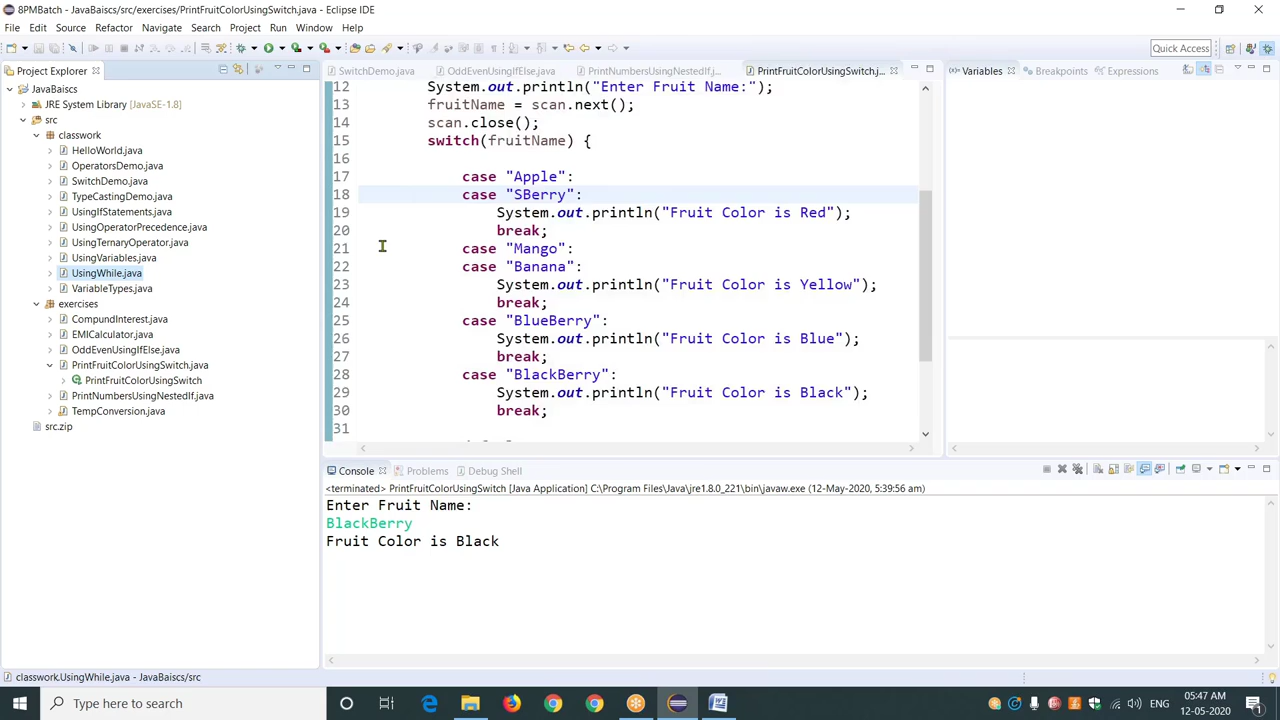 8PMBatch - JavaBaiscs/src/exercises/PrintFruitColorUsingSwitch.java - Eclipse IDE
File Edit Source Refactor Navigate Search Project Run Window Help
Quick Access
Project Explorer
JavaBaiscs
JRE System Library [JavaSE-1.8]
src
classwork
HelloWorld.java
OperatorsDemo.java
SwitchDemo.java
TypeCastingDemo.java
UsingIfStatements.java
UsingOperatorPrecedence.java
UsingTernaryOperator.java
UsingVariables.java
UsingWhile.java
VariableTypes.java
exercises
CompundInterest.java
EMICalculator.java
OddEvenUsingIfElse.java
PrintFruitColorUsingSwitch.java
PrintFruitColorUsingSwitch
PrintNumbersUsingNestedIf.java
TempConversion.java
src.zip
SwitchDemo.java OddEvenUsingIfElse.java PrintNumbersUsingNestedIf.j... PrintFruitColorUsingSwitch.j...
12 System.out.println("Enter Fruit Name:");
13 fruitName = scan.next();
14 scan.close();
15 switch(fruitName) {
16
17 case "Apple":
18 case "SBerry":
19 System.out.println("Fruit Color is Red");
20 break;
21 case "Mango":
22 case "Banana":
23 System.out.println("Fruit Color is Yellow");
24 break;
25 case "BlueBerry":
26 System.out.println("Fruit Color is Blue");
27 break;
28 case "BlackBerry":
29 System.out.println("Fruit Color is Black");
30 break;
31
Variables Breakpoints Expressions
Console Problems Debug Shell
<terminated> PrintFruitColorUsingSwitch [Java Application] C:\Program Files\Java\jre1.8.0_221\bin\javaw.exe (12-May-2020, 5:39:56 am)
Enter Fruit Name:
BlackBerry
Fruit Color is Black
classwork.UsingWhile.java - JavaBaiscs/src
Type here to search
ENG
05:47 AM
12-05-2020
1